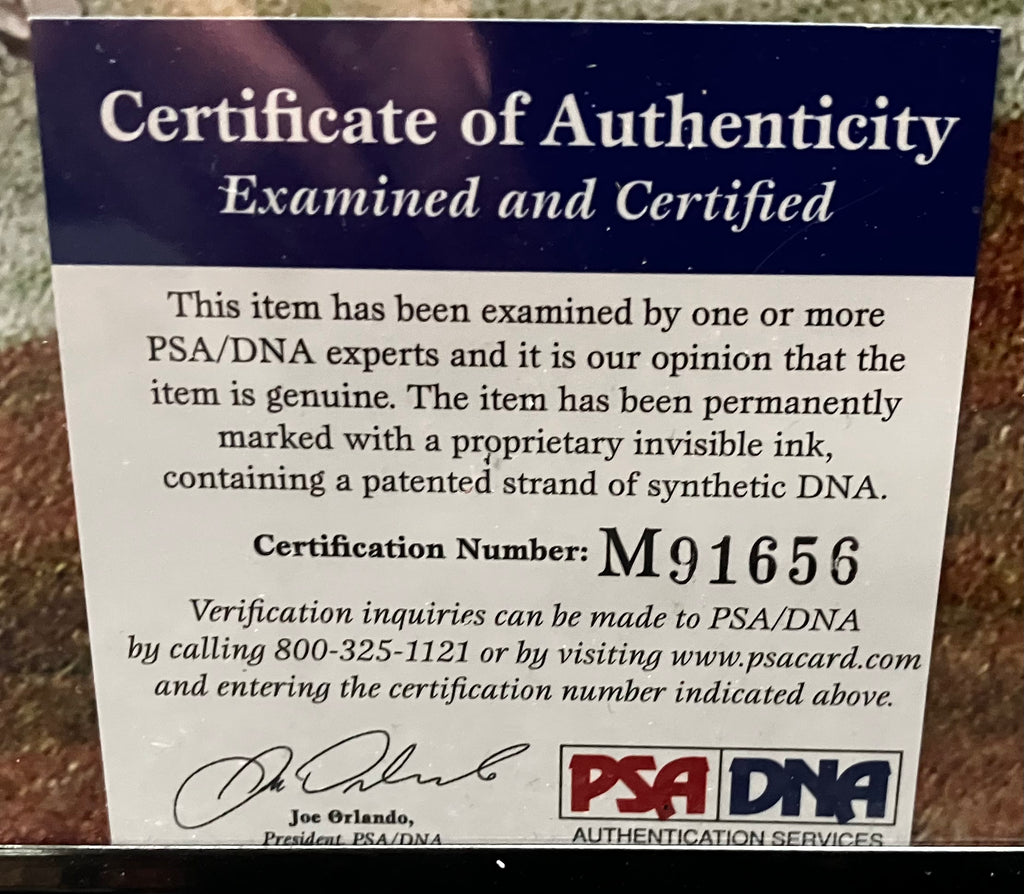 Certificate of Authenticity
Examined and Certified
This item has been examined by one or more
PSA/DNA experts and it is our opinion that the
item is genuine. The item has been permanently
marked with a proprietary invisible ink,
containing a patented strand of synthetic DNA.
Certification Number: M91656
Verification inquiries can be made to PSA/DNA
by calling 800-325-1121 or by visiting www.psacard.com
and entering the certification number indicated above.
Joe Orlando,
President PSA/DNA
PSA DNA
AUTHENTICATION SERVICES